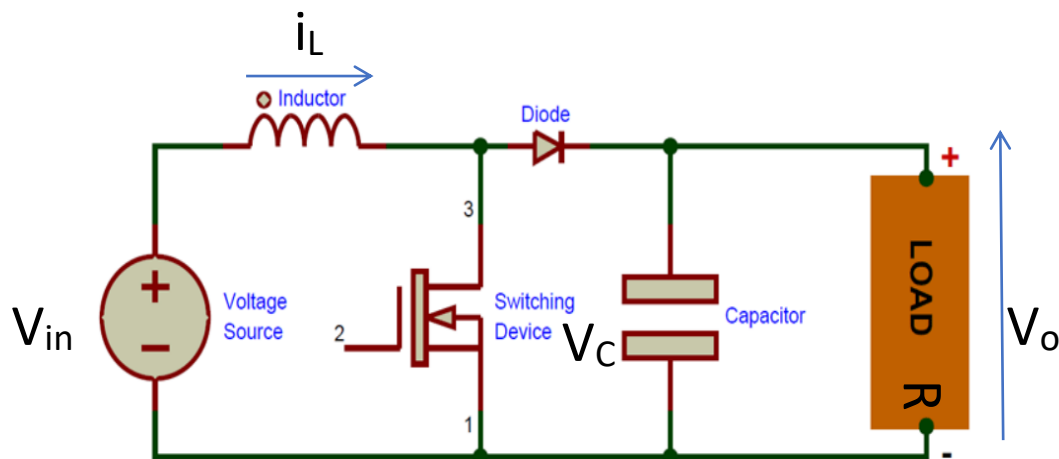 iL
Inductor
Diode
+
3
LOAD
R
Vin
+
−
Voltage
Source
2
Switching
Device
VC
Capacitor
Vo
1
-